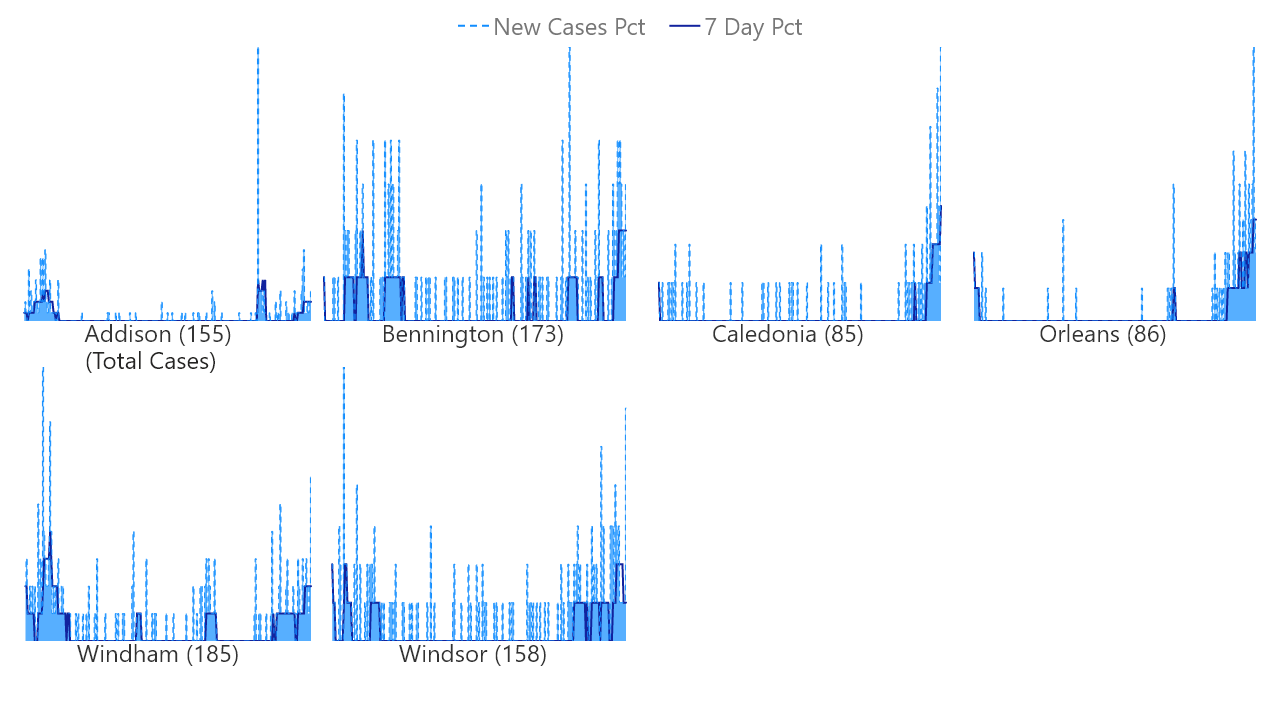 New Cases Pct 7 Day Pct
Addison (155) Bennington (173) Caledonia (85) Orleans (86)
(Total Cases)
Windham (185) Windsor (158)